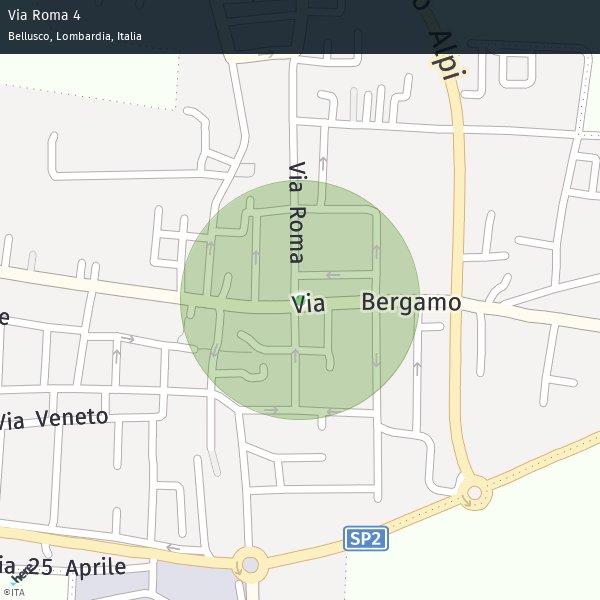 Via Roma 4
Bellusco, Lombardia, Italia
o Alpi
Via Roma
Via Bergamo
e
Via Veneto
SP2
ia 25 Aprile
here
©ITA